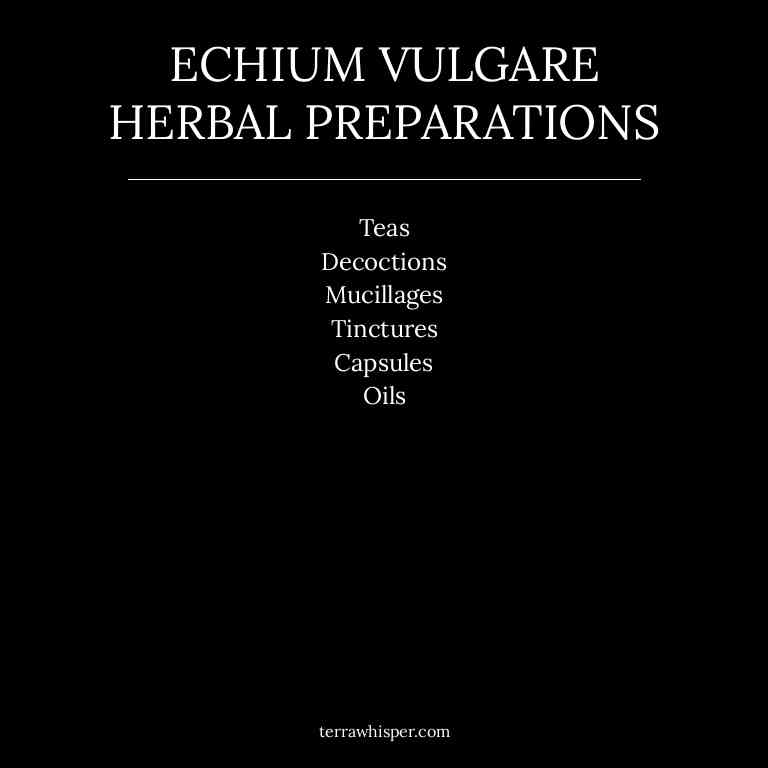 ECHIUM VULGARE
HERBAL PREPARATIONS
Teas
Decoctions
Mucillages
Tinctures
Capsules
Oils
terrawhisper.com